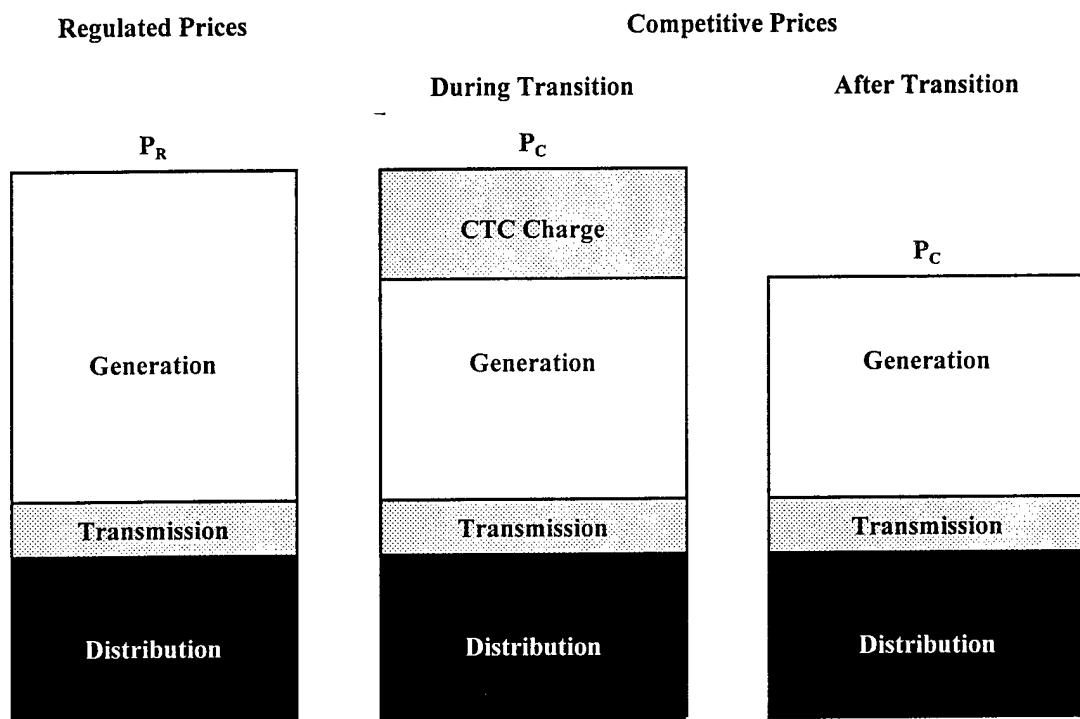 Regulated Prices
Competitive Prices
During Transition
After Transition
P_R
P_C
P_C
CTC Charge
Generation
Generation
Generation
Transmission
Transmission
Transmission
Distribution
Distribution
Distribution